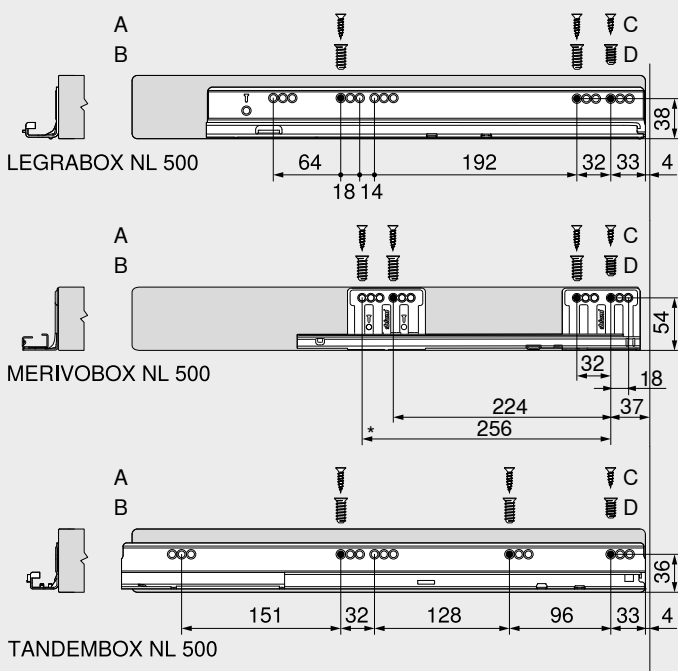 A C
B D
38
64 192 32 33 4
18 14
LEGRABOX NL 500
A C
B D
54
32
18
224 37
* 256
MERIVOBOX NL 500
A C
B D
36
151 32 128 96 33 4
TANDEMBOX NL 500